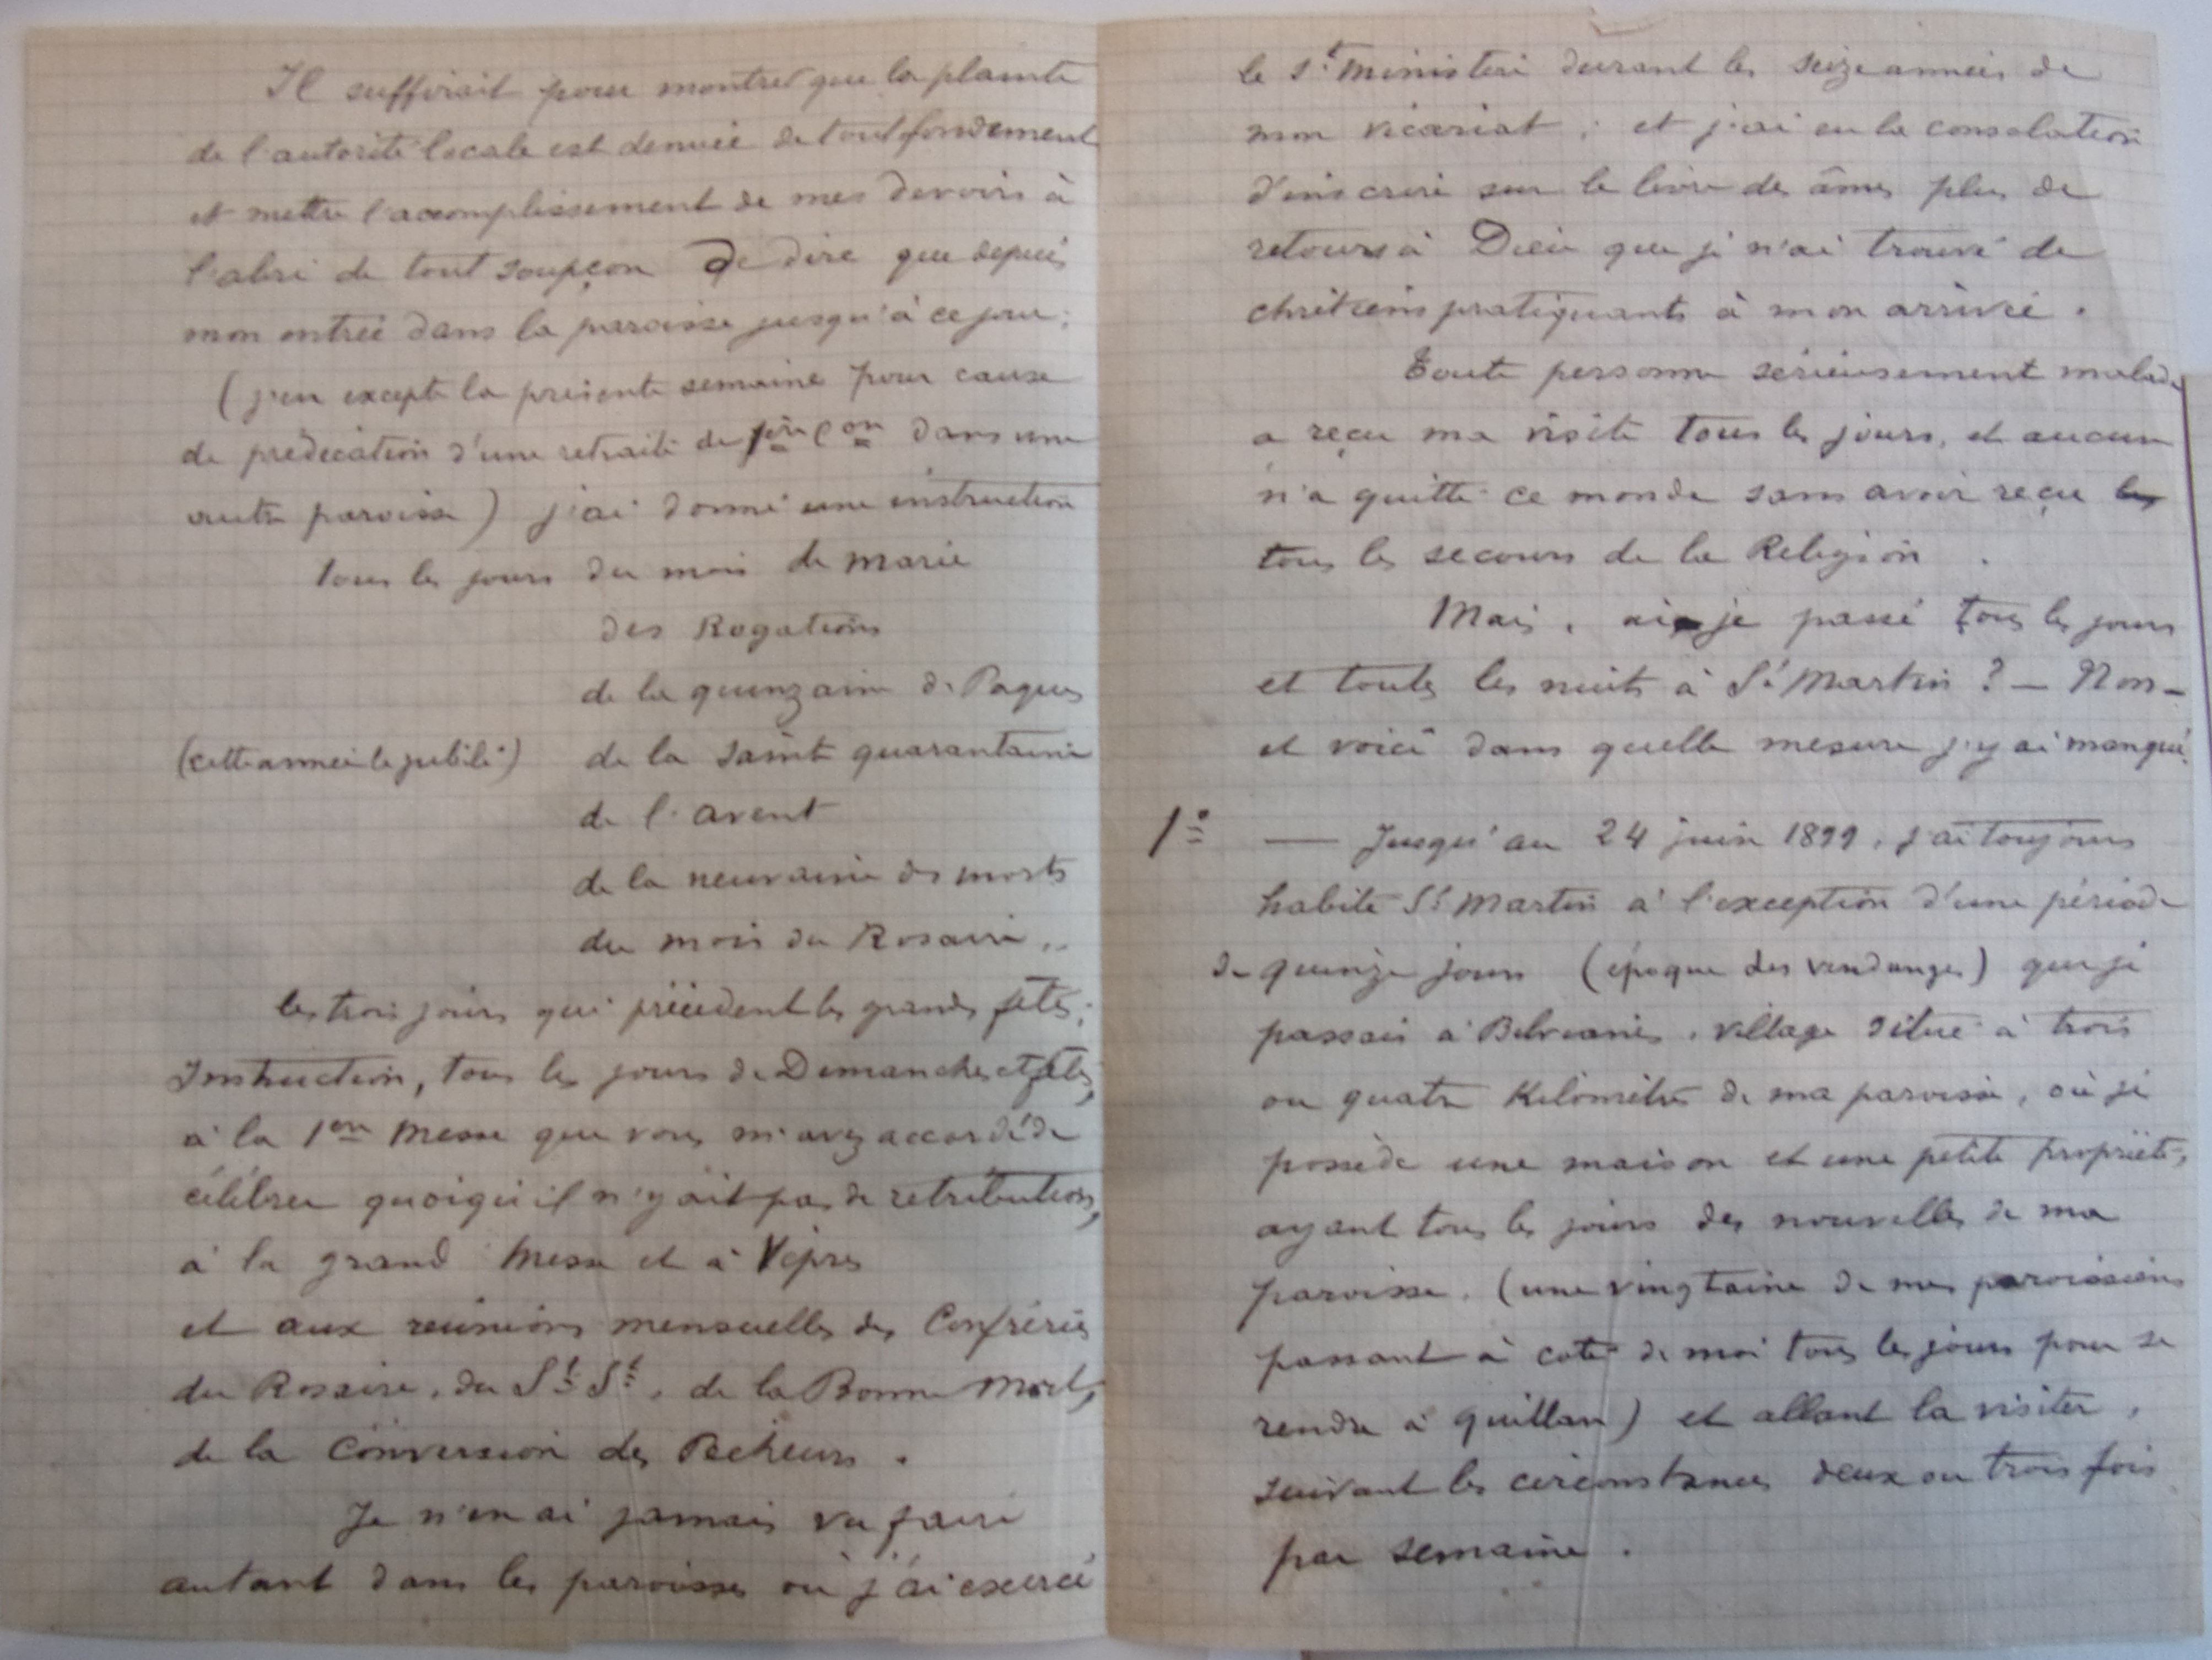 Il suffirait pour montrer que la plainte
de l'autorité locale est dénuée de tout fondement
et mettre l'accomplissement de mes devoirs à
l'abri de tout soupçon de dire que depuis
mon entrée dans la paroisse jusqu'à ce jour,
(j'en excepte la présente semaine pour cause
de prédication d'une retraite de 1ère Con dans une
autre paroisse) j'ai donné une instruction
tous les jours du mois de Marie
des Rogations
de la quinzaine de Paques
(cette année le jubilé) de la sainte quarantaine
de l'avent
de la neuvaine des morts
du mois du Rosaire,
les trois jours qui précèdent les grandes fêtes,
Instruction, tous les jours de Dimanches et fêtes,
à la 1ère Messe que vous m'avez accordé de
célébrer quoiqu'il n'y ait pas de rétribution,
à la grand Messe et à Vêpres
et aux réunions mensuelles des Confréries
du Rosaire, du St St, de la Bonne Mort,
de la Conversion des Pécheurs.
Je n'en ai jamais vu faire
autant dans les paroisses où j'ai exercé
le St Ministère durant les seize années de
mon vicariat ; et j'ai eu la consolation
d'inscrire sur le livre des âmes plus de
retours à Dieu que je n'ai trouvé de
chrétiens pratiquants à mon arrivée.
Toute personne sérieusement malade
a reçu ma visite tous les jours, et aucun
n'a quitté ce monde sans avoir reçu les
tous les secours de la Religion.
Mais, ai-je passé tous les jours
et toutes les nuits à St Martin ? — Non —
et voici dans quelle mesure j'y ai manqué.
1° — Jusqu'au 24 juin 1899, j'ai toujours
habité St Martin à l'exception d'une période
de quinze jours (époque des vendanges) que je
passais à Belvianes, village situé à trois
ou quatre Kilomètres de ma paroisse, où je
possède une maison et une petite propriété,
ayant tous les jours des nouvelles de ma
paroisse, (une vingtaine de mes paroissiens
passant à coté de moi tous les jours pour se
rendre à Quillan) et allant la visiter,
suivant les circonstances deux ou trois fois
par semaine.